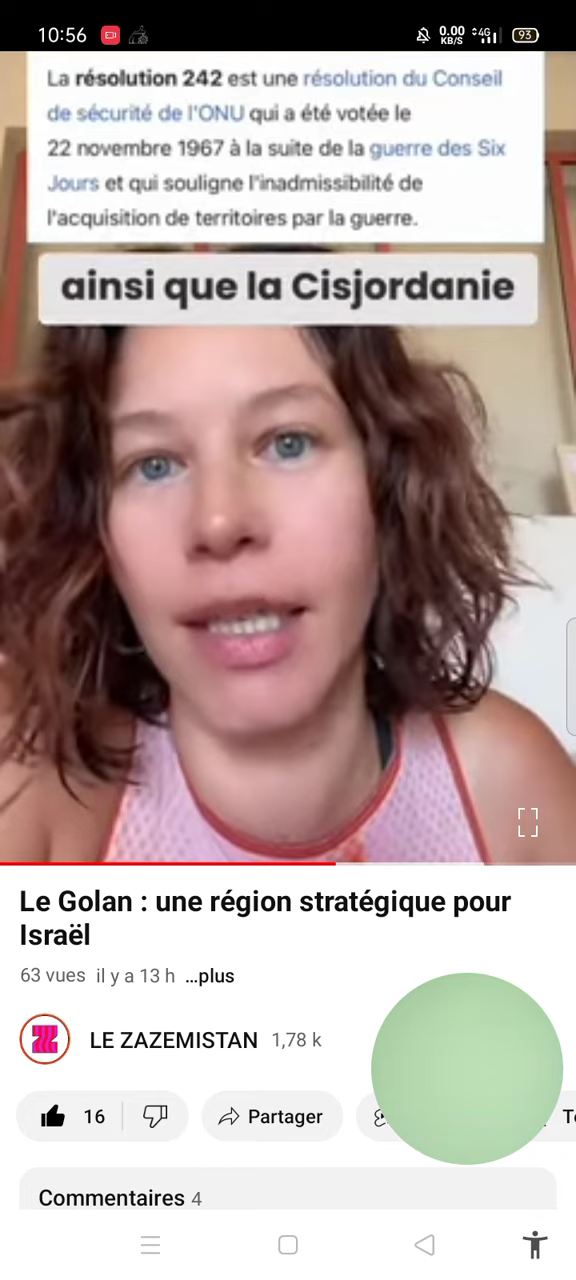 10:56
0.00
KB/S
4G
93
La résolution 242 est une résolution du Conseil
de sécurité de l'ONU qui a été votée le
22 novembre 1967 à la suite de la guerre des Six
Jours et qui souligne l'inadmissibilité de
l'acquisition de territoires par la guerre.
ainsi que la Cisjordanie
Le Golan : une région stratégique pour
Israël
63 vues il y a 13 h ...plus
LE ZAZEMISTAN 1,78 k
16 Partager
Commentaires 4